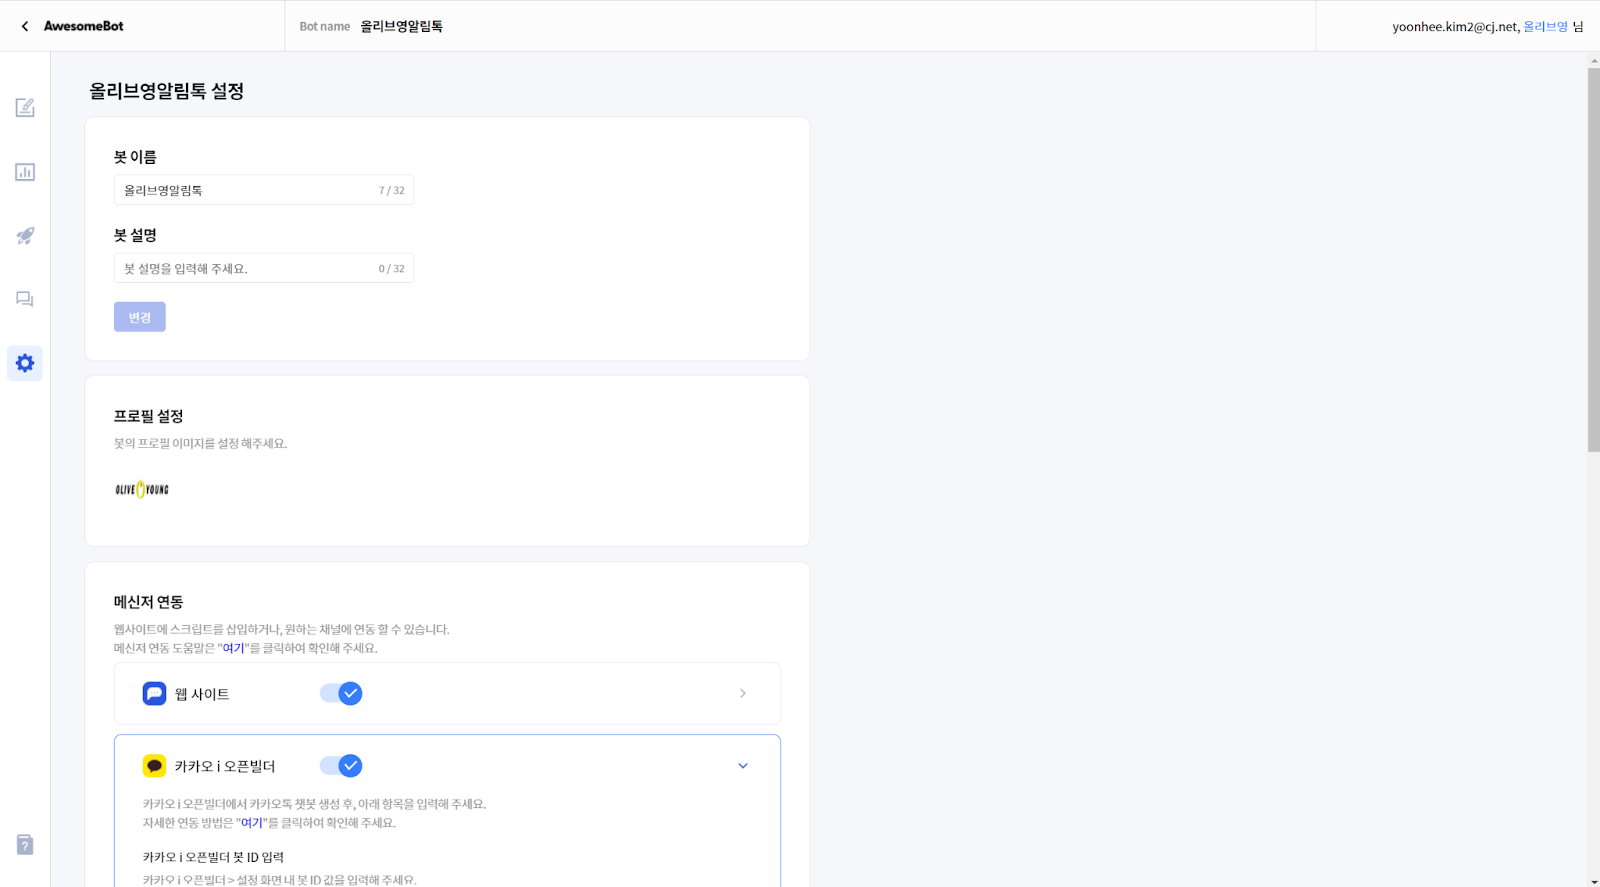 AwesomeBot
Bot name 올리브영알림톡
yoonhee.kim2@cj.net, 올리브영 님
올리브영알림톡 설정
봇 이름
올리브영알림톡 7 / 32
봇 설명
봇 설명을 입력해 주세요. 0 / 32
변경
프로필 설정
봇의 프로필 이미지를 설정 해주세요.
OLIVE YOUNG
메신저 연동
웹사이트에 스크립트를 삽입하거나, 원하는 채널에 연동 할 수 있습니다.
메신저 연동 도움말은 "여기"를 클릭하여 확인해 주세요.
웹 사이트
카카오 i 오픈빌더
카카오 i 오픈빌더에서 카카오톡 챗봇 생성 후, 아래 항목을 입력해 주세요.
자세한 연동 방법은 "여기"를 클릭하여 확인해 주세요.
카카오 i 오픈빌더 봇 ID 입력
카카오 i 오픈빌더 > 설정 화면 내 봇 ID 값을 입력해 주세요.